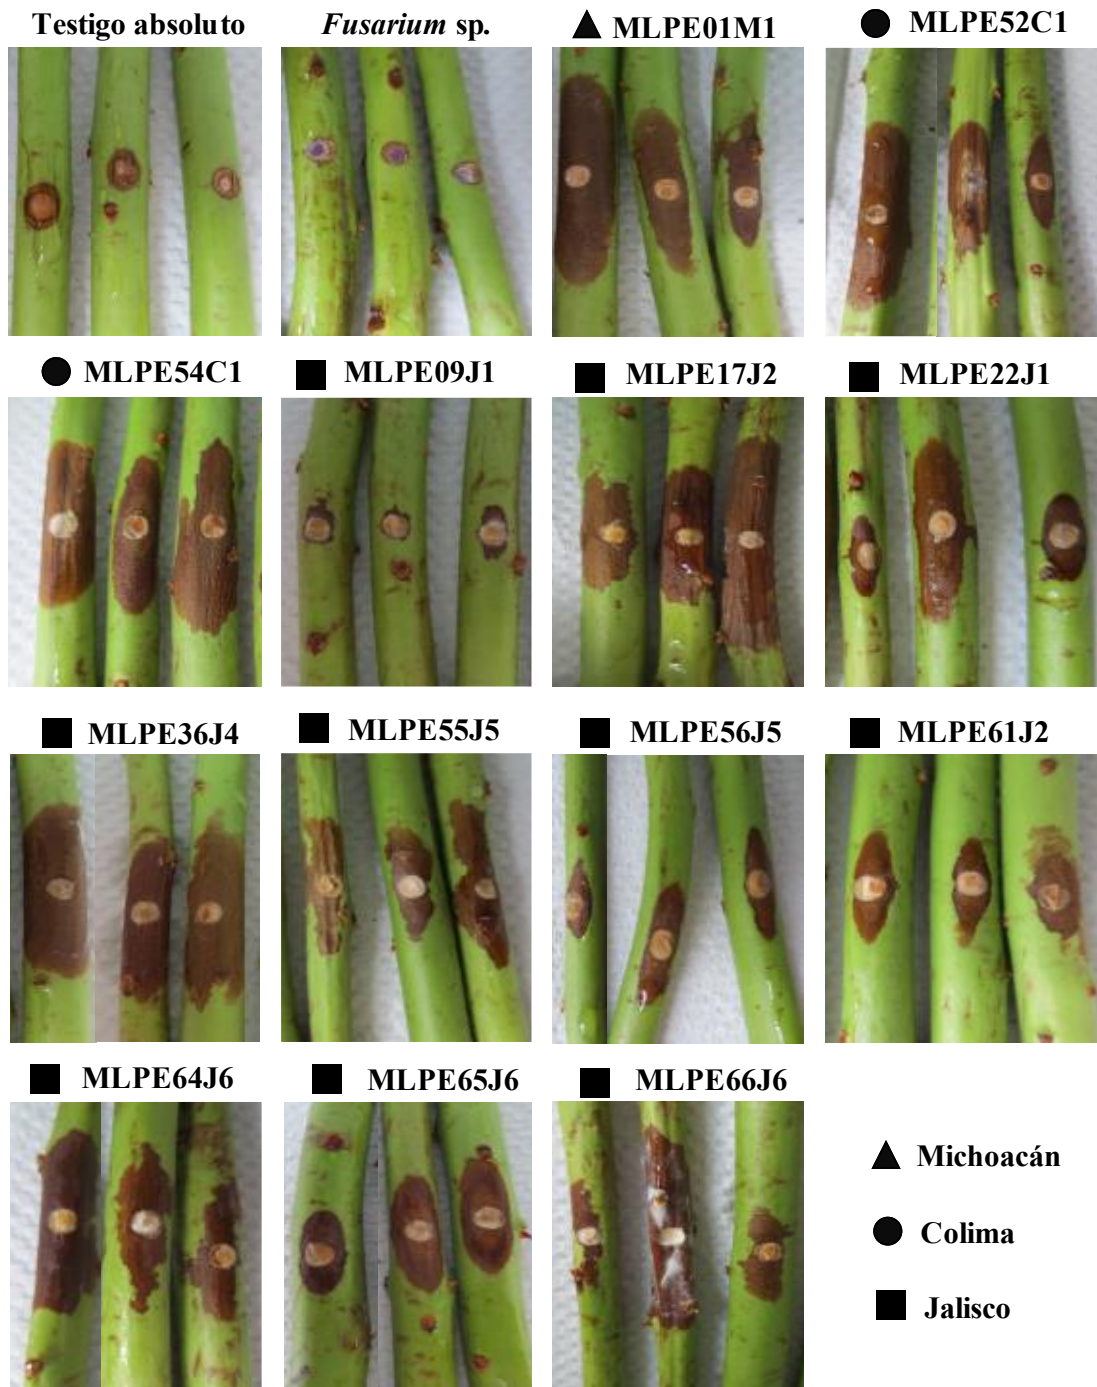 Testigo absoluto
Fusarium sp.
MLPE01M1
MLPE52C1
MLPE54C1
MLPE09J1
MLPE17J2
MLPE22J1
MLPE36J4
MLPE55J5
MLPE56J5
MLPE61J2
MLPE64J6
MLPE65J6
MLPE66J6
Michoacán
Colima
Jalisco